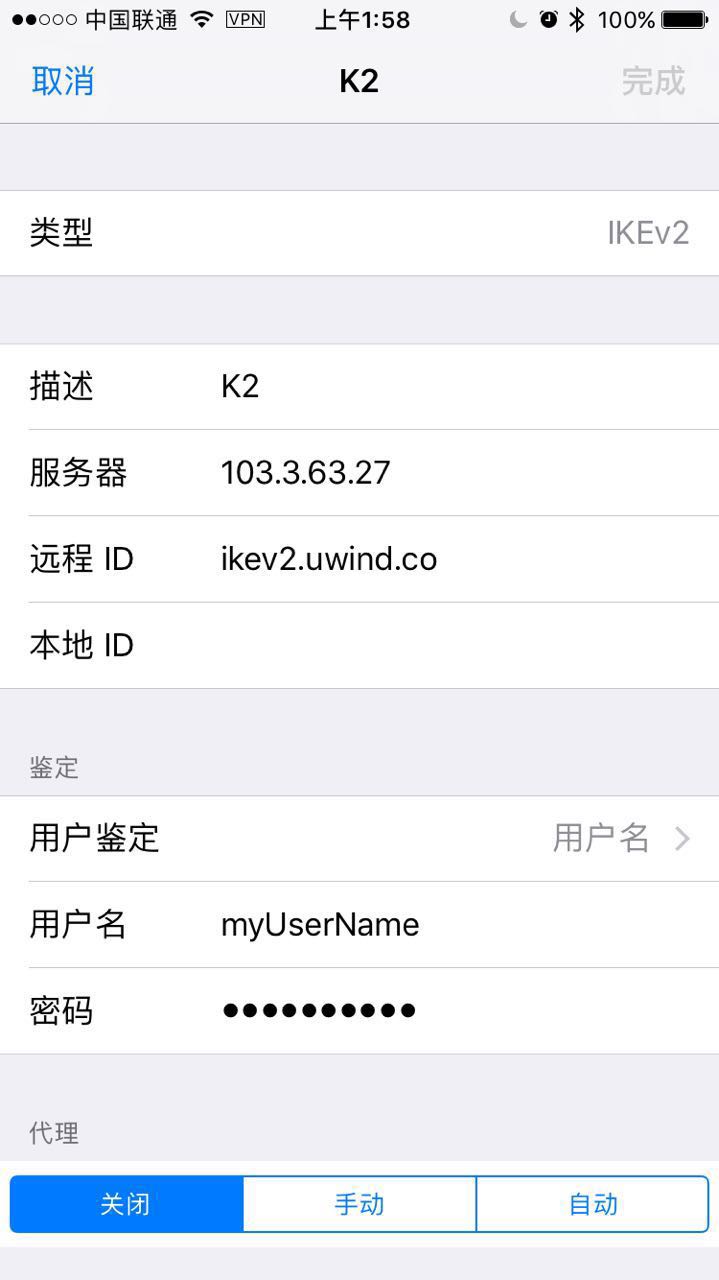 中国联通 VPN 上午1:58 100%
取消 K2 完成
类型 IKEv2
描述 K2
服务器 103.3.63.27
远程 ID ikev2.uwind.co
本地 ID
鉴定
用户鉴定 用户名
用户名 myUserName
密码 ●●●●●●●●●●
代理
关闭 手动 自动